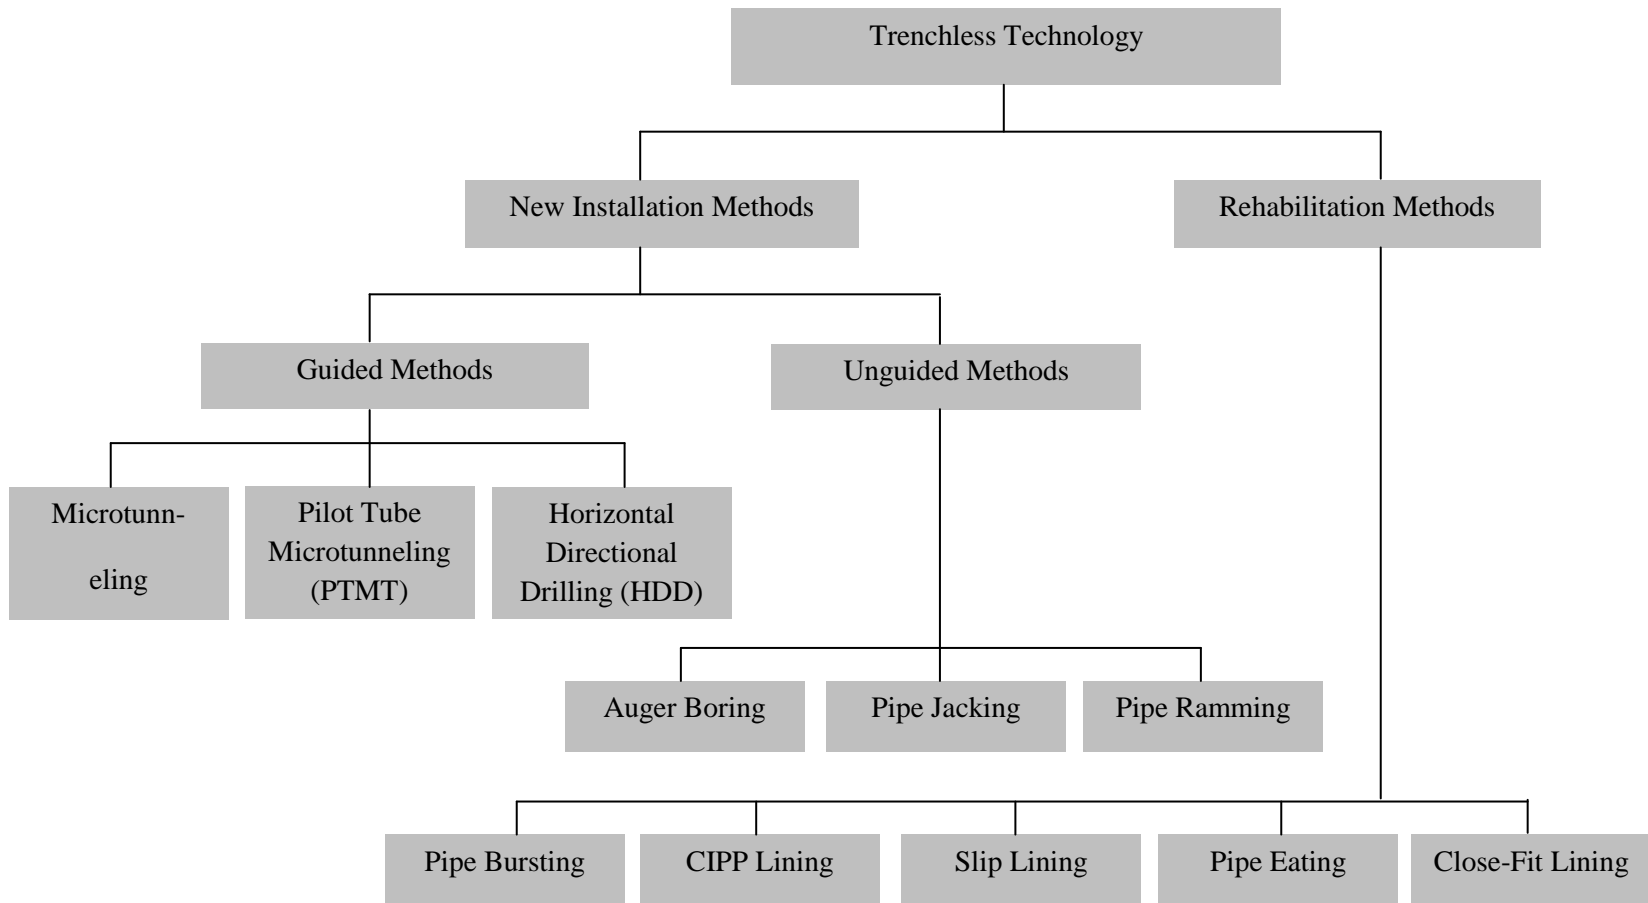 Trenchless Technology
New Installation Methods
Rehabilitation Methods
Guided Methods
Unguided Methods
Microtunn-
eling
Pilot Tube
Microtunneling
(PTMT)
Horizontal
Directional
Drilling (HDD)
Auger Boring
Pipe Jacking
Pipe Ramming
Pipe Bursting
CIPP Lining
Slip Lining
Pipe Eating
Close-Fit Lining